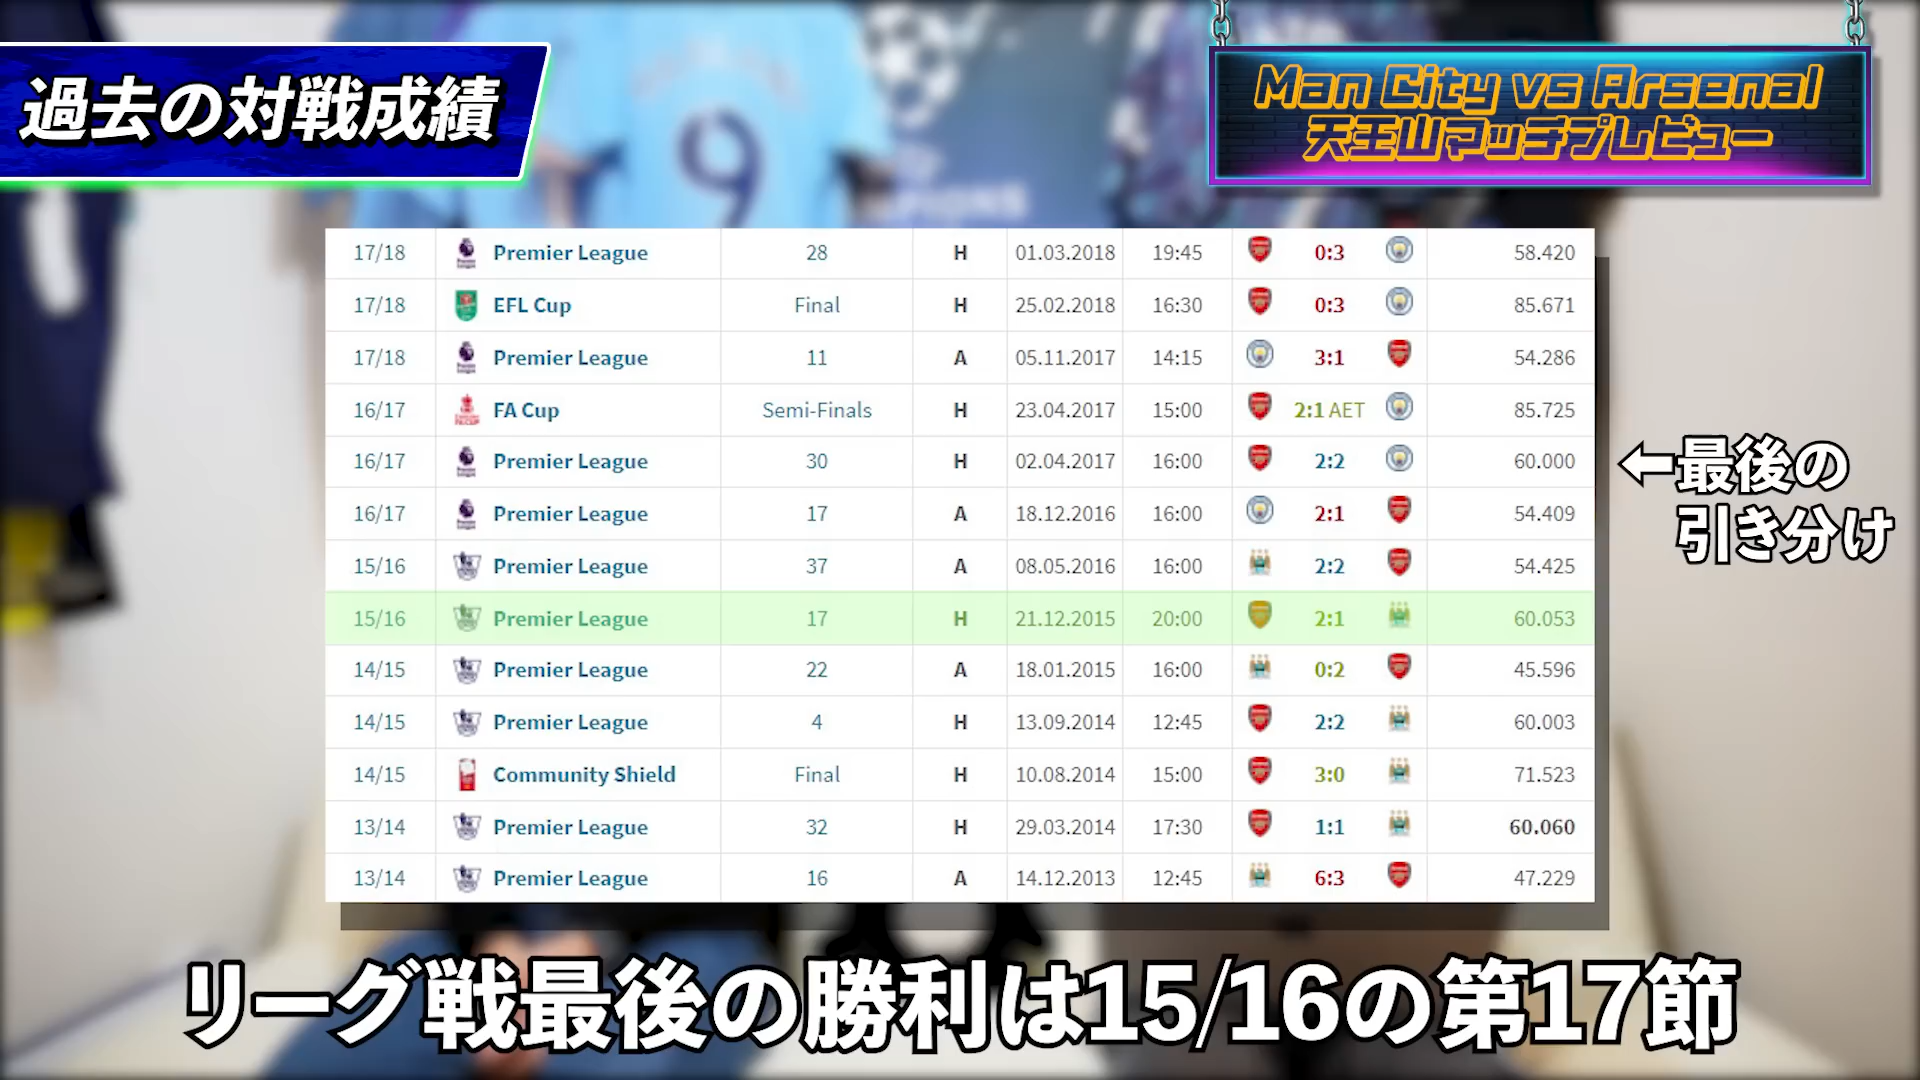 過去の対戦成績
Man City vs Arsenal
天王山マッチプレビュー
9
17/18 Premier League 28 H 01.03.2018 19:45 0:3 58.420
17/18 EFL Cup Final H 25.02.2018 16:30 0:3 85.671
17/18 Premier League 11 A 05.11.2017 14:15 3:1 54.286
16/17 FA Cup Semi-Finals H 23.04.2017 15:00 2:1 AET 85.725
16/17 Premier League 30 H 02.04.2017 16:00 2:2 60.000
←最後の
引き分け
16/17 Premier League 17 A 18.12.2016 16:00 2:1 54.409
15/16 Premier League 37 A 08.05.2016 16:00 2:2 54.425
15/16 Premier League 17 H 21.12.2015 20:00 2:1 60.053
14/15 Premier League 22 A 18.01.2015 16:00 0:2 45.596
14/15 Premier League 4 H 13.09.2014 12:45 2:2 60.003
14/15 Community Shield Final H 10.08.2014 15:00 3:0 71.523
13/14 Premier League 32 H 29.03.2014 17:30 1:1 60.060
13/14 Premier League 16 A 14.12.2013 12:45 6:3 47.229
リーグ戦最後の勝利は15/16の第17節